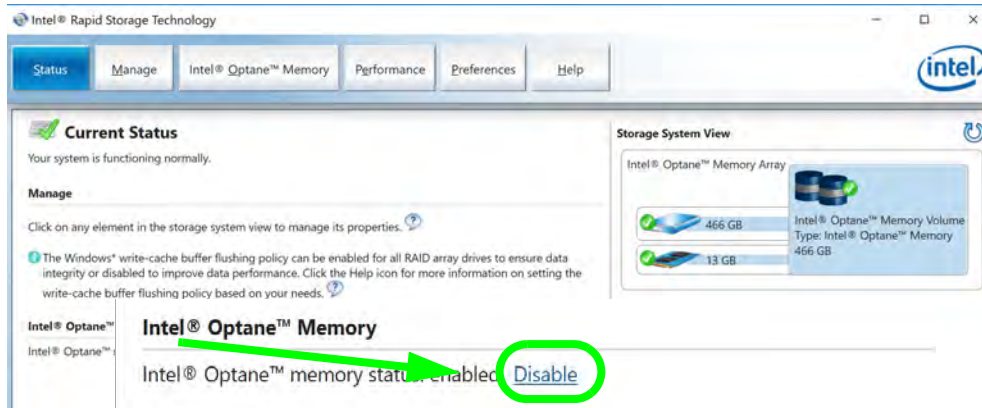 Intel® Rapid Storage Technology
Status Manage Intel® Optane™ Memory Performance Preferences Help
intel
Current Status
Your system is functioning normally.
Manage
Click on any element in the storage system view to manage its properties.
The Windows* write-cache buffer flushing policy can be enabled for all RAID array drives to ensure data
integrity or disabled to improve data performance. Click the Help icon for more information on setting the
write-cache buffer flushing policy based on your needs.
Intel® Optane™
Intel® Optane™
Storage System View
Intel® Optane™ Memory Array
466 GB
13 GB
Intel® Optane™ Memory Volume
Type: Intel® Optane™ Memory
466 GB
Intel® Optane™ Memory
Intel® Optane™ memory status: enabled Disable